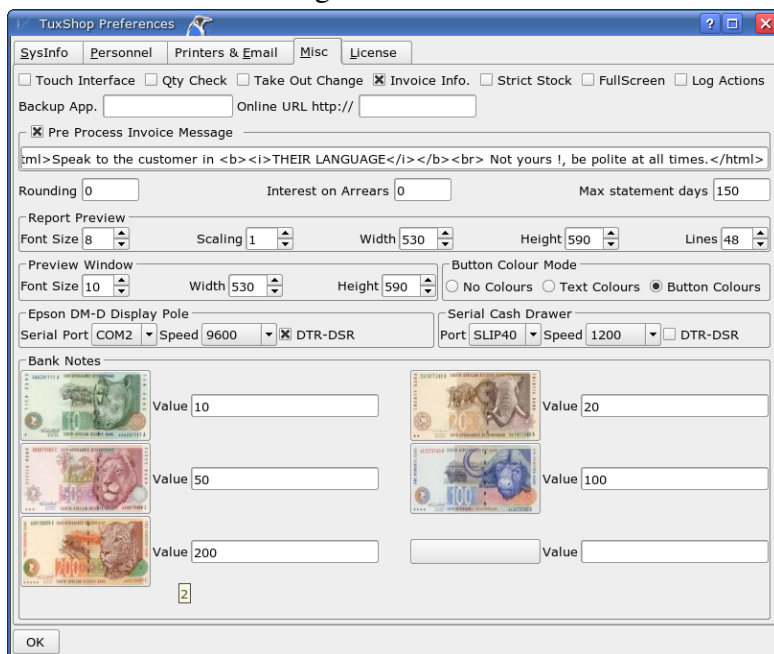 TuxShop Preferences
SysInfo Personnel Printers & Email Misc License
Touch Interface Qty Check Take Out Change Invoice Info. Strict Stock FullScreen Log Actions
Backup App. Online URL http://
Pre Process Invoice Message
tml>Speak to the customer in <b><i>THEIR LANGUAGE</i></b><br> Not yours !, be polite at all times.</html>
Rounding 0 Interest on Arrears 0 Max statement days 150
Report Preview
Font Size 8 Scaling 1 Width 530 Height 590 Lines 48
Preview Window Button Colour Mode
Font Size 10 Width 530 Height 590 No Colours Text Colours Button Colours
Epson DM-D Display Pole Serial Cash Drawer
Serial Port COM2 Speed 9600 DTR-DSR Port SLIP40 Speed 1200 DTR-DSR
Bank Notes
Value 10 Value 20
Value 50 100 Value 100
200 Value 200 Value
2
OK